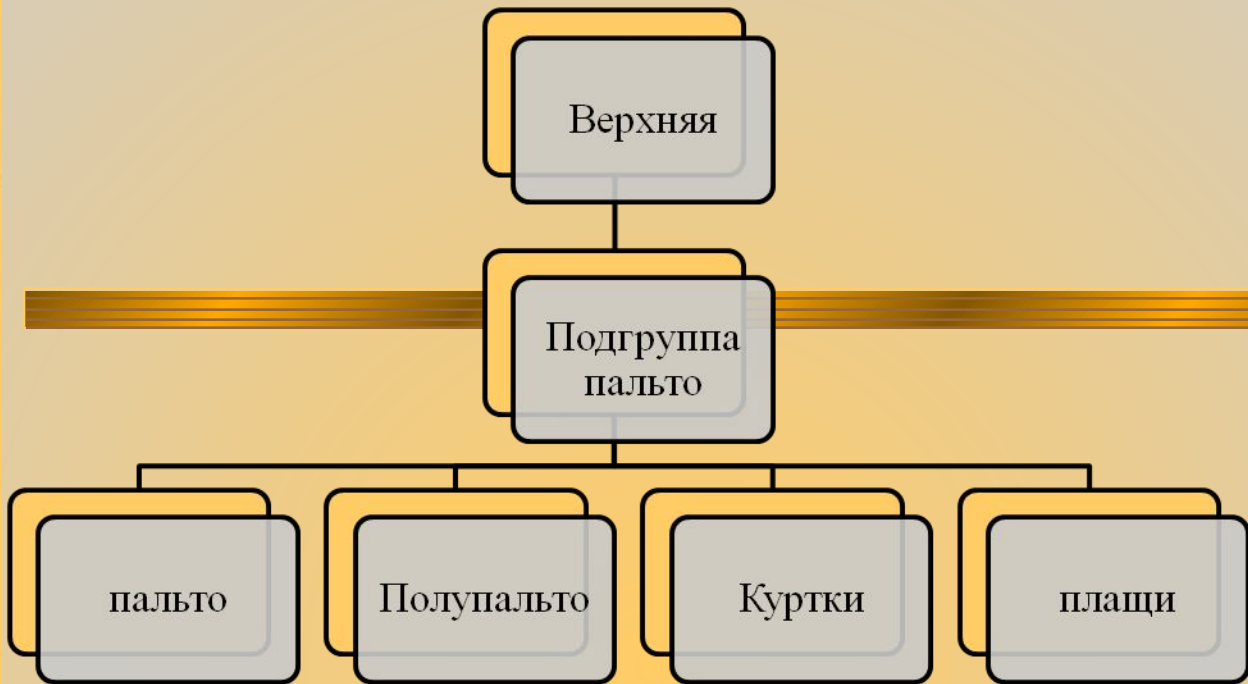 Верхняя
Подгруппа
пальто
пальто
Полупальто
Куртки
плащи